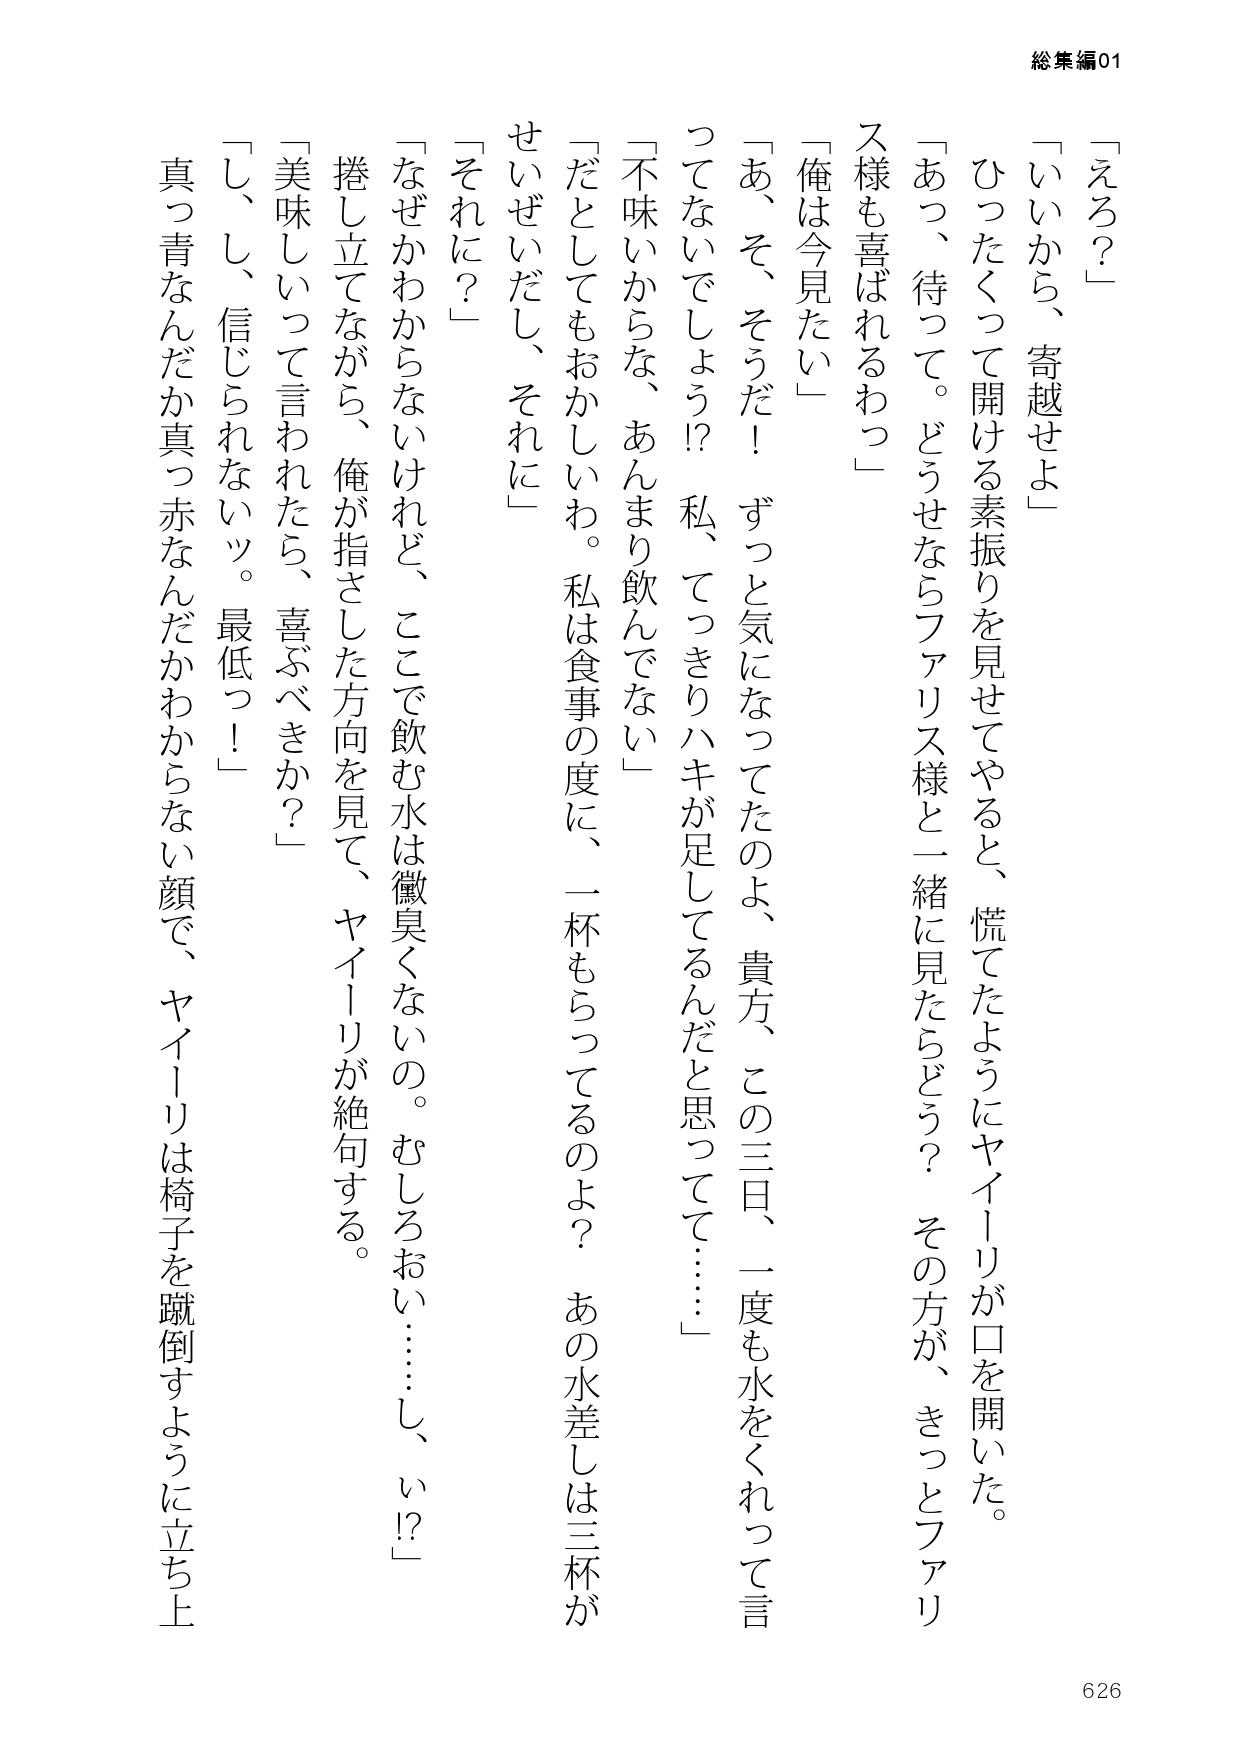 総集編01
「えろ？」
「いいから、寄越せよ」
　ひったくって開ける素振りを見せてやると、慌てたようにヤイーリが口を開いた。
「あっ、待って。どうせならファリス様と一緒に見たらどう？　その方が、きっとファリ
ス様も喜ばれるわっ」
「俺は今見たい」
「あ、そ、そうだ！　ずっと気になってたのよ、貴方、この三日、一度も水をくれって言
ってないでしょう!?　私、てっきりハキが足してるんだと思ってて……」
「不味いからな、あんまり飲んでない」
「だとしてもおかしいわ。私は食事の度に、一杯もらってるのよ？　あの水差しは三杯が
せいぜいだし、それに」
「それに？」
「なぜかわからないけれど、ここで飲む水は黴臭くないの。むしろおい……し、い!?」
　捲し立てながら、俺が指さした方向を見て、ヤイーリが絶句する。
「美味しいって言われたら、喜ぶべきか？」
「し、し、信じられないッ。最低っ！」
　真っ青なんだか真っ赤なんだかわからない顔で、ヤイーリは椅子を蹴倒すように立ち上
626